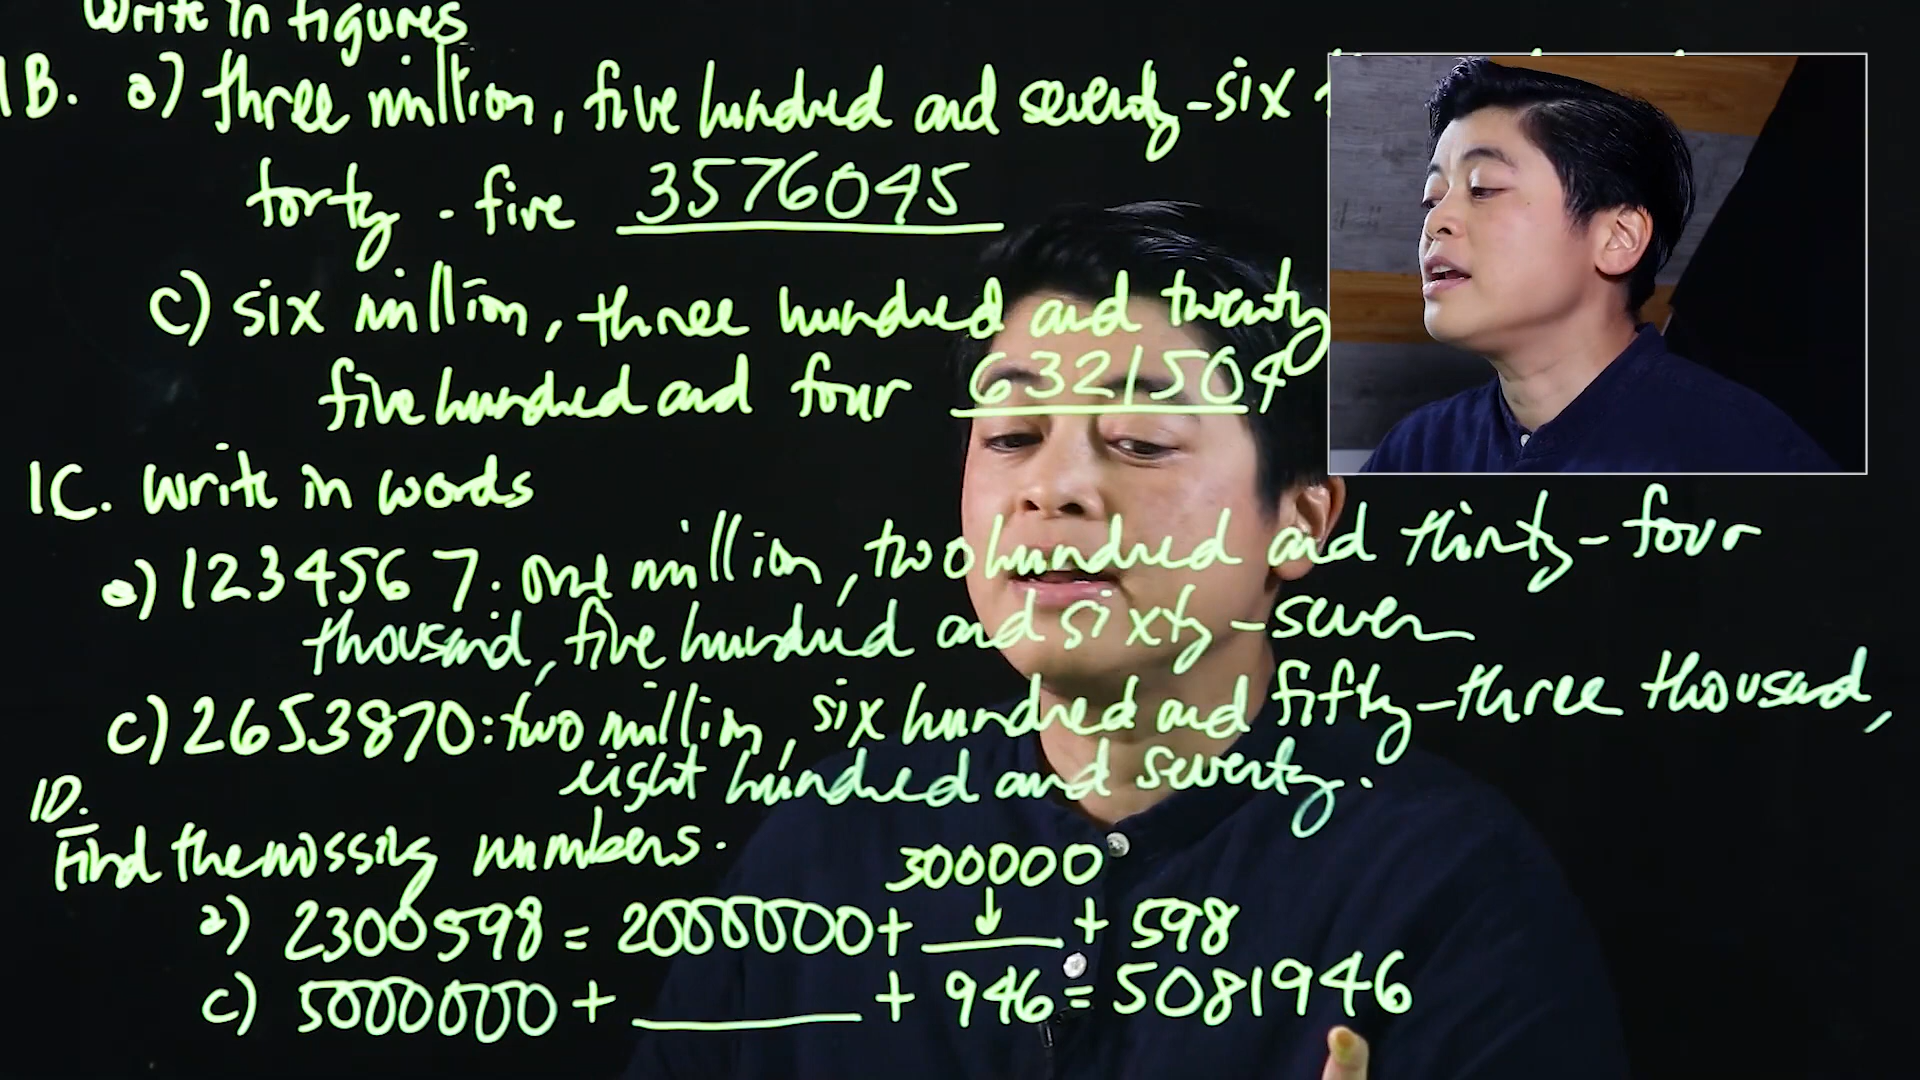 Write in figures
1B. a) three million, five hundred and seventy-six
forty-five 3576045
c) six million, three hundred and twenty
five hundred and four 6321504
1C. Write in words
a) 1234567: one million, two hundred and thirty-four
thousand, five hundred and sixty-seven
c) 2653870: two million, six hundred and fifty-three thousand,
eight hundred and seventy.
1D.
Find the missing numbers.
300000
a) 2300598 = 2000000 + ____ + 598
c) 5000000 + ____ + 946 = 5081946